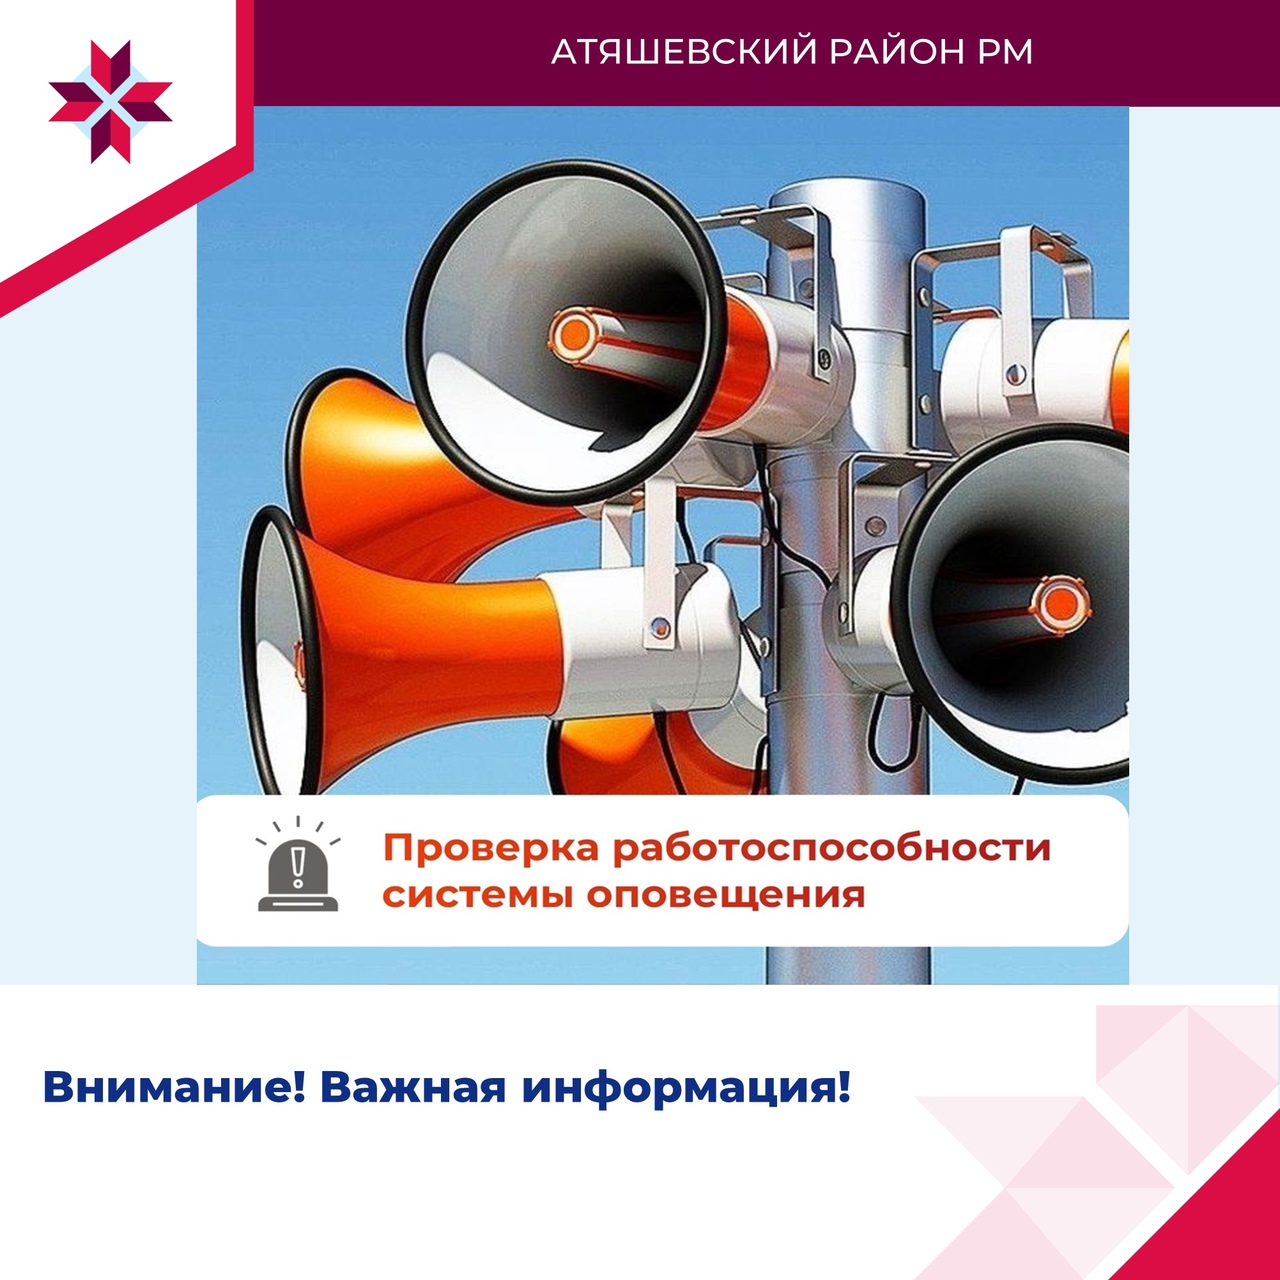 АТЯШЕВСКИЙ РАЙОН РМ
Проверка работоспособности
системы оповещения
Внимание! Важная информация!